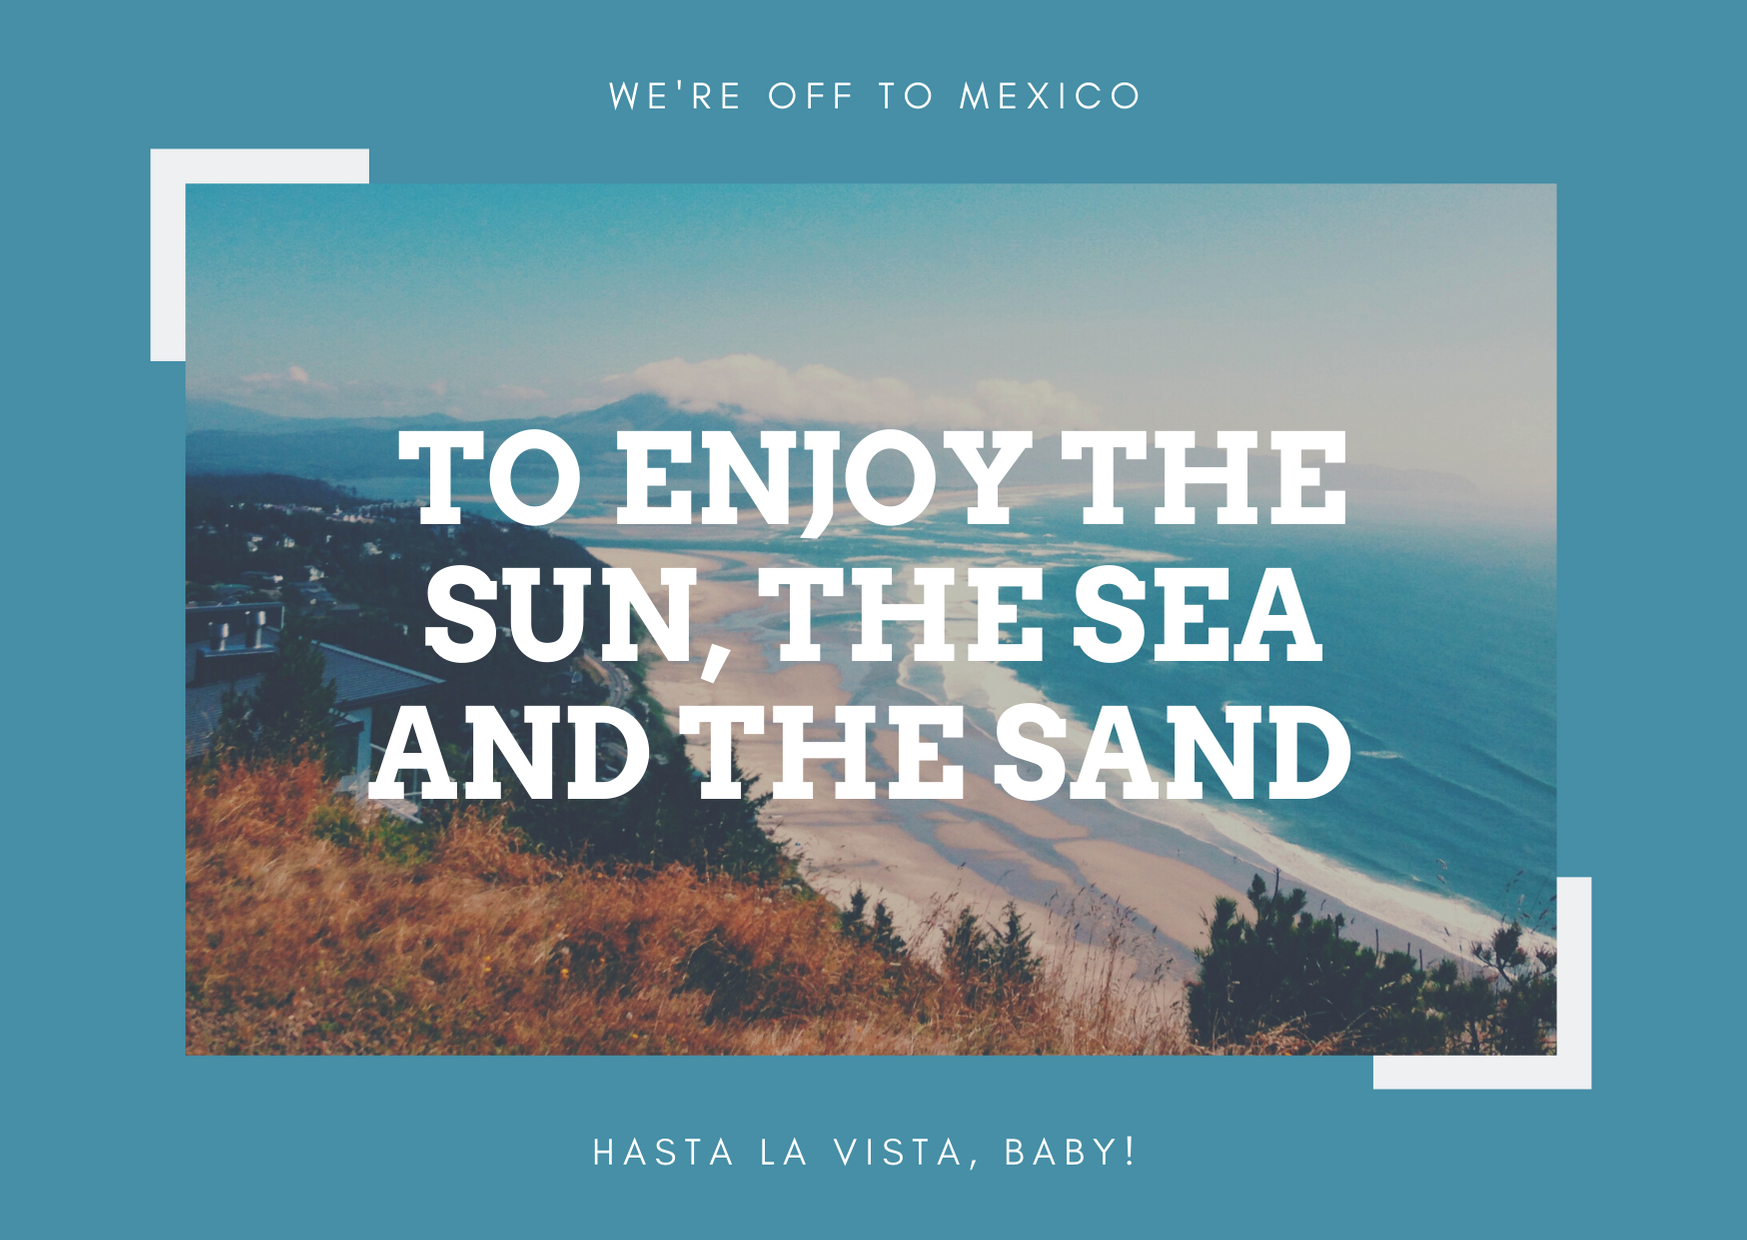 WE'RE OFF TO MEXICO
TO ENJOY THE
SUN, THE SEA
AND THE SAND
HASTA LA VISTA, BABY!